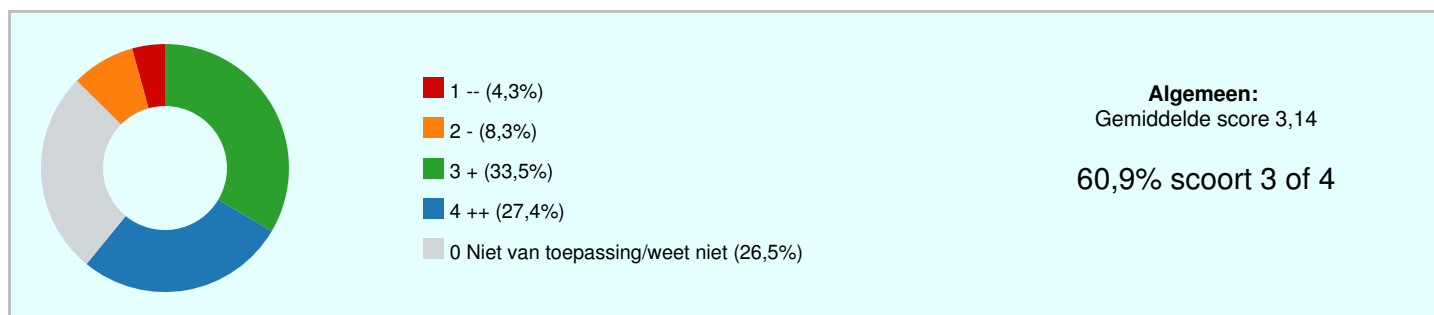 1 -- (4,3%)
2 - (8,3%)
3 + (33,5%)
4 ++ (27,4%)
0 Niet van toepassing/weet niet (26,5%)
Algemeen:
Gemiddelde score 3,14
60,9% scoort 3 of 4